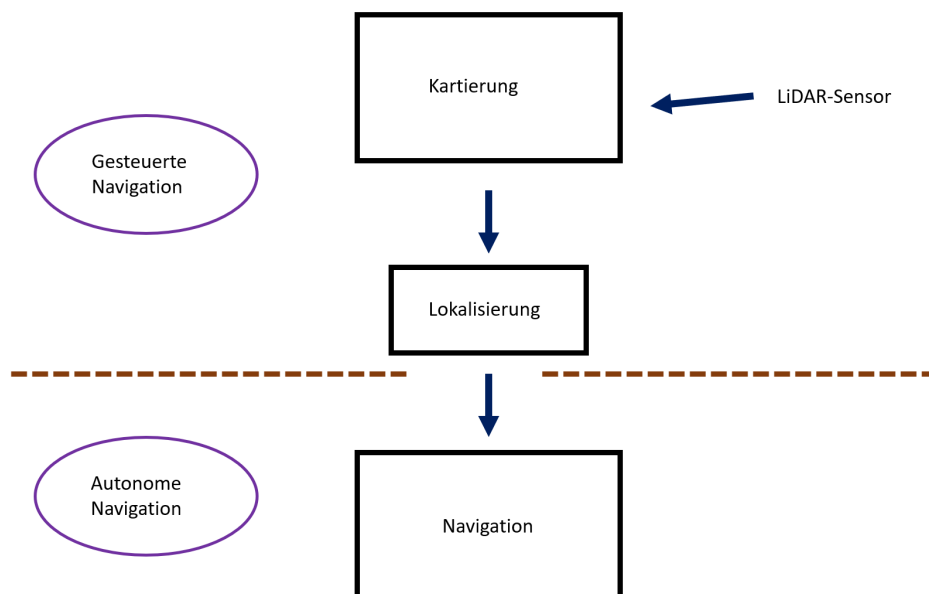 Kartierung
LiDAR-Sensor
Gesteuerte
Navigation
Lokalisierung
Autonome
Navigation
Navigation